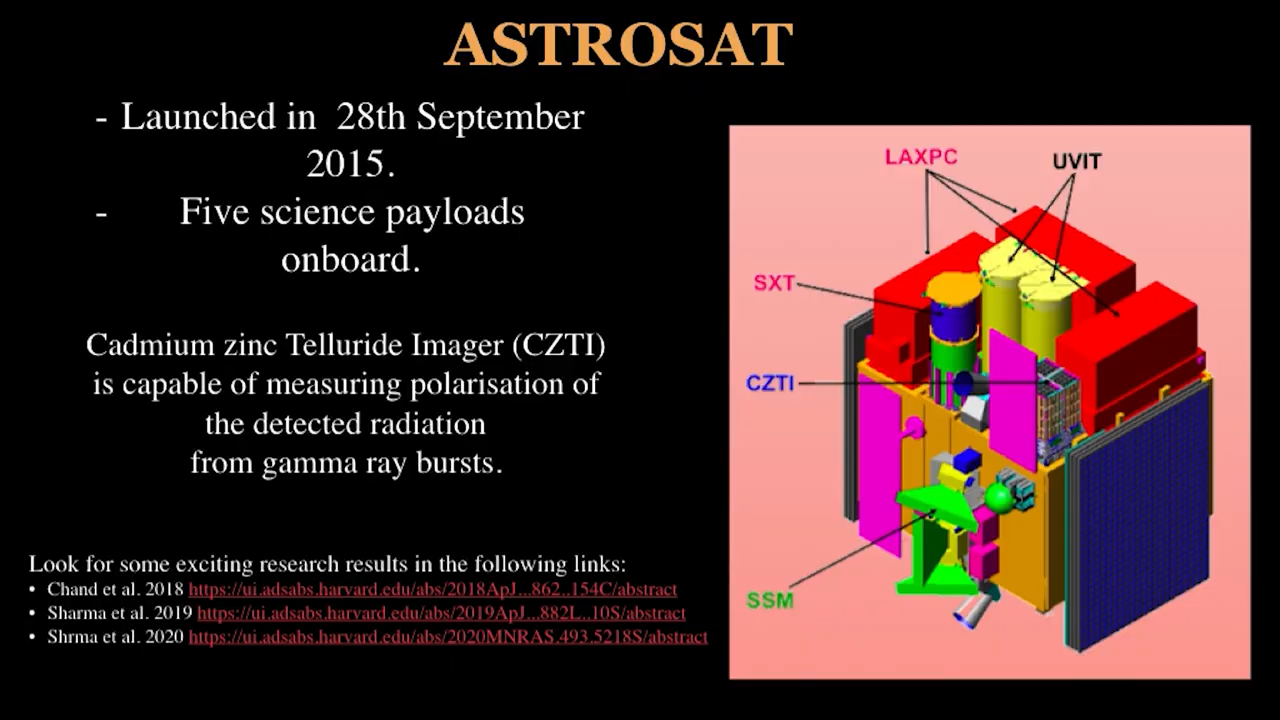 ASTROSAT
- Launched in 28th September
2015.
- Five science payloads
onboard.
Cadmium zinc Telluride Imager (CZTI)
is capable of measuring polarisation of
the detected radiation
from gamma ray bursts.
Look for some exciting research results in the following links:
• Chand et al. 2018 https://ui.adsabs.harvard.edu/abs/2018ApJ...862..154C/abstract
• Sharma et al. 2019 https://ui.adsabs.harvard.edu/abs/2019ApJ...882L..10S/abstract
• Shrma et al. 2020 https://ui.adsabs.harvard.edu/abs/2020MNRAS.493.5218S/abstract
LAXPC
UVIT
SXT
CZTI
SSM